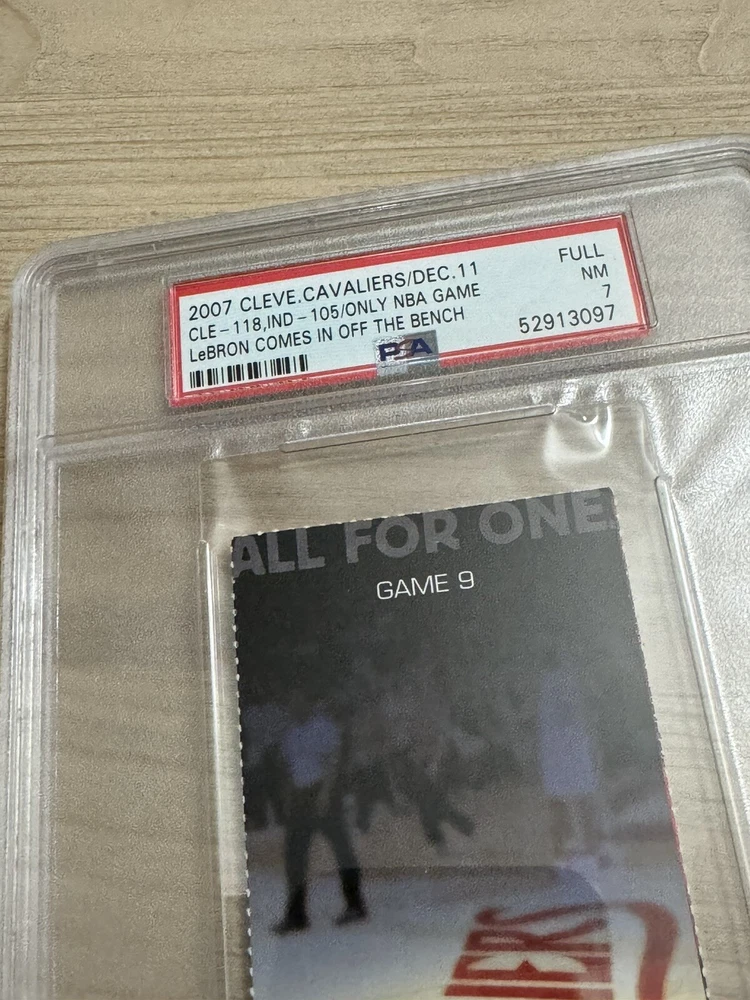 2007 CLEVE.CAVALIERS/DEC.11 FULL
CLE-118,IND-105/ONLY NBA GAME NM
LeBRON COMES IN OFF THE BENCH 7
PSA 52913097
ALL FOR ONE.
GAME 9